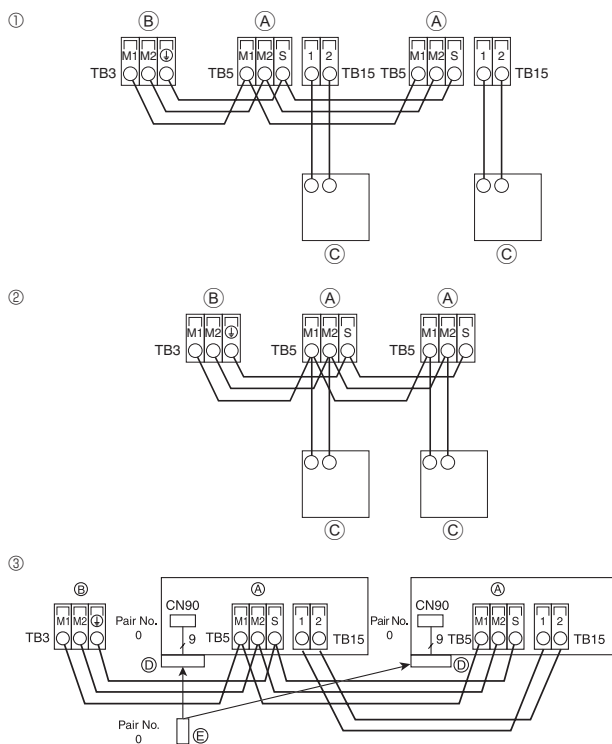 ①
Ⓑ Ⓐ Ⓐ
M1 M2 ⏚ M1 M2 S 1 2 M1 M2 S 1 2
TB3 TB5 TB15 TB5 TB15
Ⓒ Ⓒ
②
Ⓑ Ⓐ Ⓐ
M1 M2 ⏚ M1 M2 S M1 M2 S
TB3 TB5 TB5
Ⓒ Ⓒ
③
Ⓑ Ⓐ Ⓐ
CN90 CN90
M1 M2 ⏚ M1 M2 S 1 2 M1 M2 S 1 2
Pair No. Pair No.
0 0
TB3 9 TB5 TB15 9 TB5 TB15
Ⓓ Ⓓ
Pair No.
0
Ⓔ